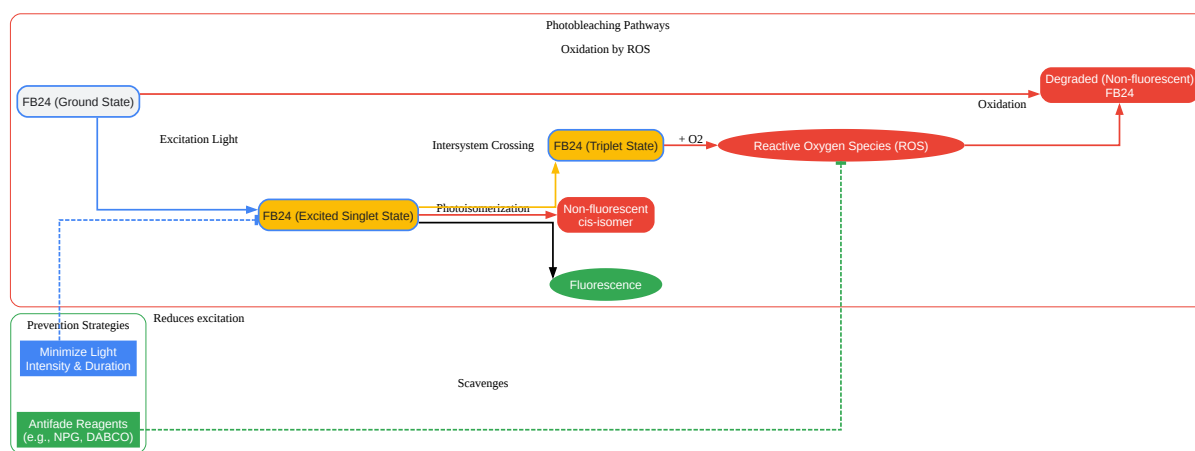 Photobleaching Pathways
Oxidation by ROS
FB24 (Ground State)
Degraded (Non-fluorescent)
FB24
Oxidation
Excitation Light
Intersystem Crossing
FB24 (Triplet State)
+ O2
Reactive Oxygen Species (ROS)
FB24 (Excited Singlet State)
Photoisomerization
Non-fluorescent
cis-isomer
Fluorescence
Prevention Strategies
Reduces excitation
Minimize Light
Intensity & Duration
Scavenges
Antifade Reagents
(e.g., NPG, DABCO)